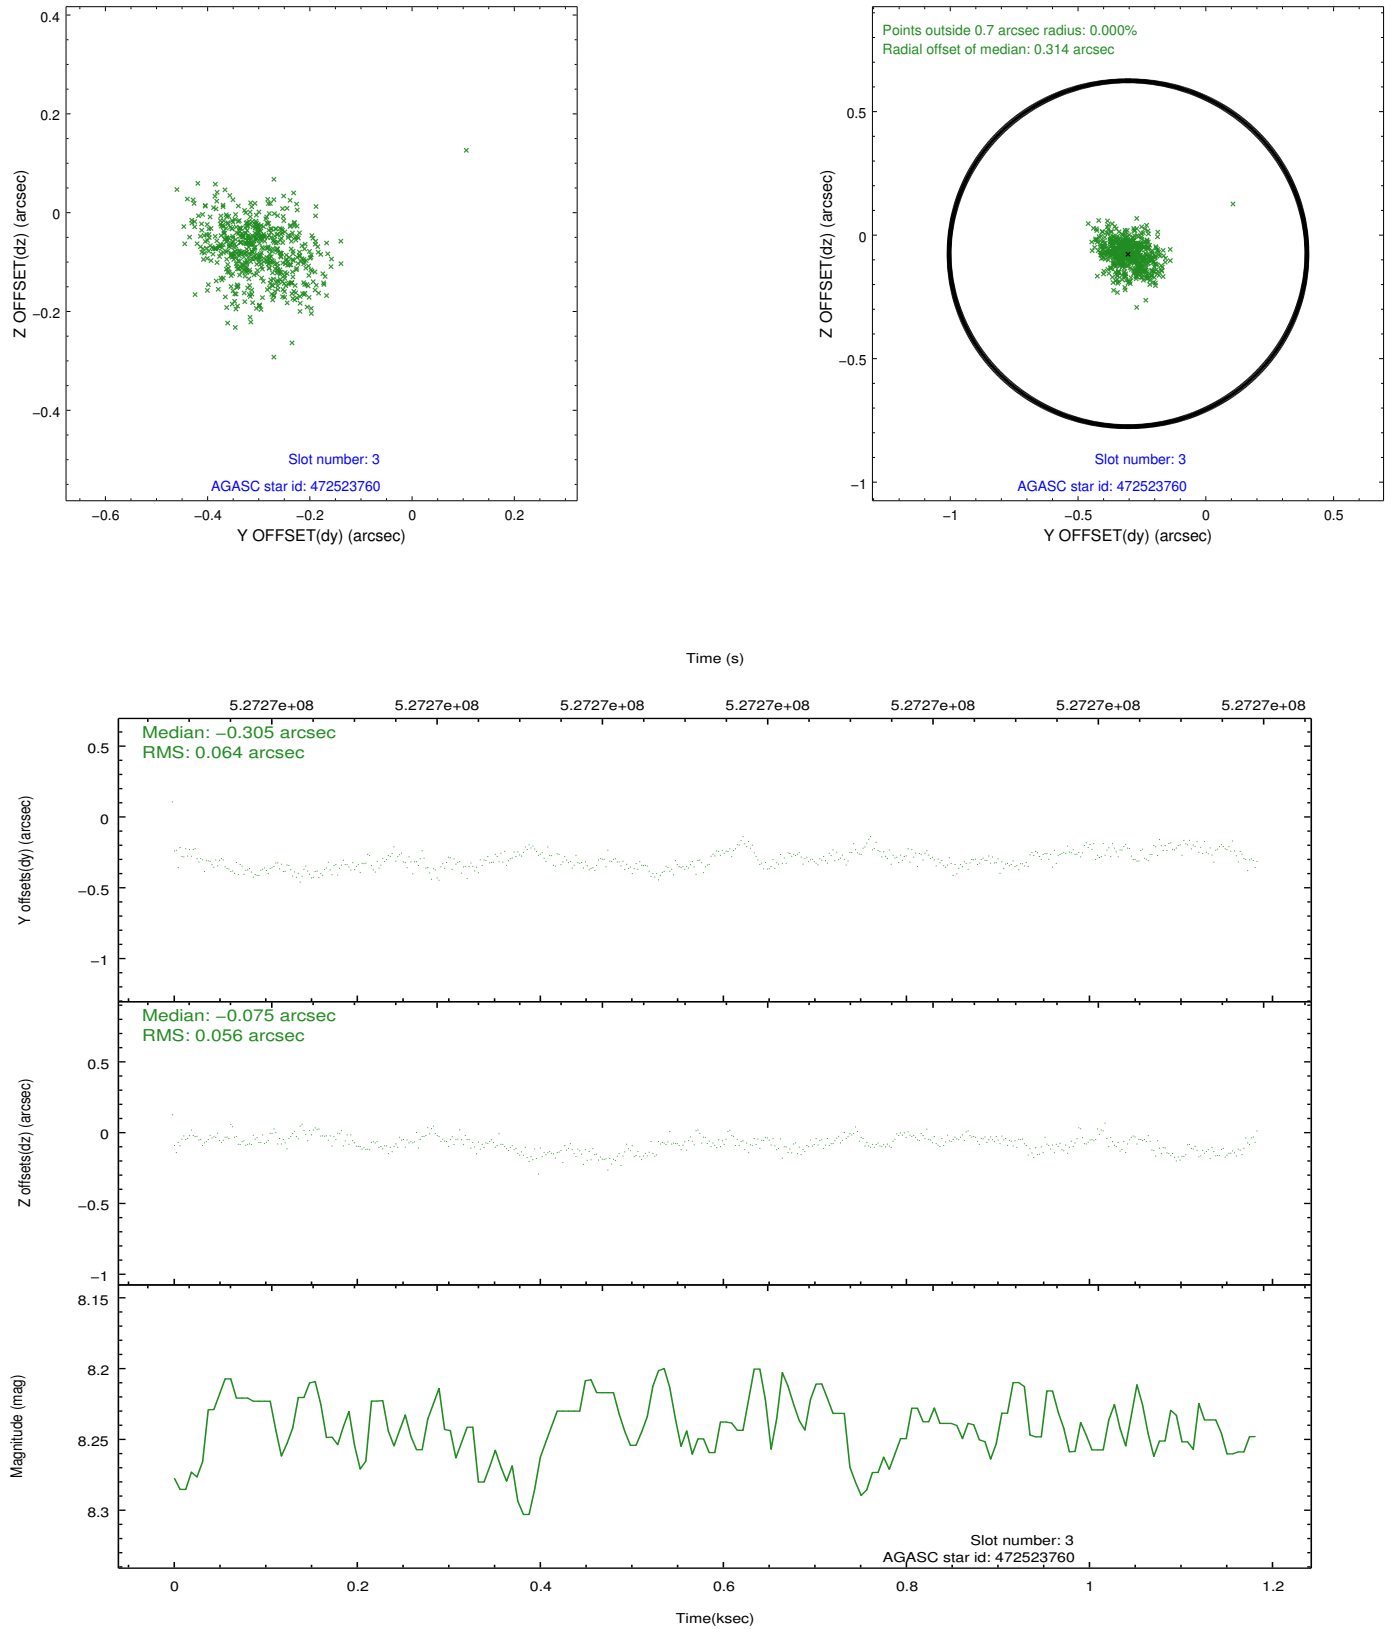 0.4
0.2
0
−0.2
−0.4
Z OFFSET(dz) (arcsec)
Slot number: 3
AGASC star id: 472523760
−0.6 −0.4 −0.2 0 0.2
Y OFFSET(dy) (arcsec)
Points outside 0.7 arcsec radius: 0.000%
Radial offset of median: 0.314 arcsec
0.5
0
−0.5
−1
Z OFFSET(dz) (arcsec)
Slot number: 3
AGASC star id: 472523760
−1 −0.5 0 0.5
Y OFFSET(dy) (arcsec)
Time (s)
5.2727e+08 5.2727e+08 5.2727e+08 5.2727e+08 5.2727e+08 5.2727e+08 5.2727e+08
Median: −0.305 arcsec
RMS: 0.064 arcsec
0.5
0
−0.5
−1
Y offsets(dy) (arcsec)
Median: −0.075 arcsec
RMS: 0.056 arcsec
0.5
0
−0.5
−1
Z offsets(dz) (arcsec)
8.15
8.2
8.25
8.3
Magnitude (mag)
Slot number: 3
AGASC star id: 472523760
0 0.2 0.4 0.6 0.8 1 1.2
Time(ksec)